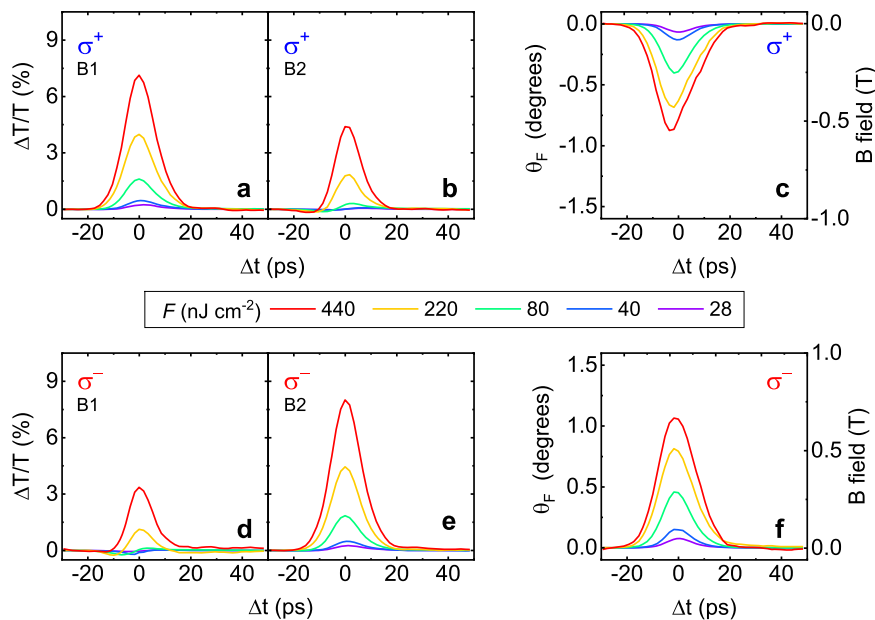 σ⁺
B1
a
ΔT/T (%)
0
3
6
9
-20
0
20
40
Δt (ps)
σ⁺
B2
b
-20
0
20
40
Δt (ps)
σ⁺
c
θF (degrees)
0.0
-0.5
-1.0
-1.5
B field (T)
0.0
-0.5
-1.0
-20
0
20
40
Δt (ps)
F (nJ cm⁻²) 440 220 80 40 28
σ⁻
B1
d
ΔT/T (%)
9
6
3
0
-20
0
20
40
Δt (ps)
σ⁻
B2
e
-20
0
20
40
Δt (ps)
σ⁻
f
θF (degrees)
1.5
1.0
0.5
0.0
B field (T)
1.0
0.5
0.0
-20
0
20
40
Δt (ps)